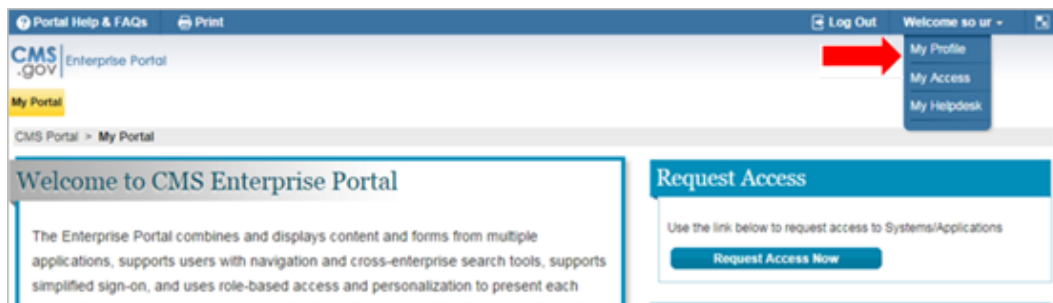 Portal Help & FAQs Print Log Out Welcome so ur
CMS .gov Enterprise Portal
My Profile
My Access
My Helpdesk
My Portal
CMS Portal > My Portal
Welcome to CMS Enterprise Portal
The Enterprise Portal combines and displays content and forms from multiple
applications, supports users with navigation and cross-enterprise search tools, supports
simplified sign-on, and uses role-based access and personalization to present each
Request Access
Use the link below to request access to Systems/Applications
Request Access Now